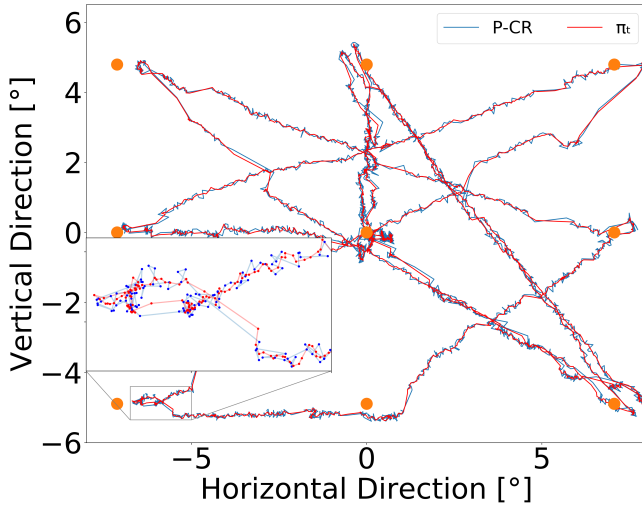 P-CR
πt
6
4
2
0
−2
−4
−6
Vertical Direction [°]
−5
0
5
Horizontal Direction [°]